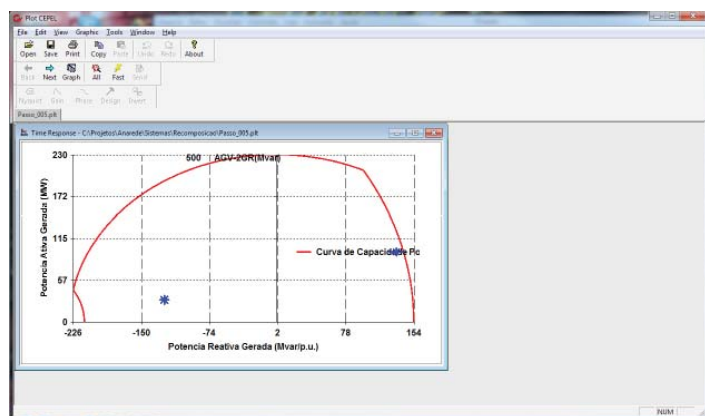 Plot CEPEL
File Edit View Graphic Tools Window Help
Open Save Print Copy Paste Undo Redo About
Back Next Graph All Fast
Nyquist Gain Phase Design Invert
Passo_005.plt
Time Response - C:\Projetos\Anarede\Sistemas\Recomposicao\Passo_005.plt
500 AGV-2GR(Mvar)
230
172
115
57
0
Potencia Ativa Gerada (MW)
Curva de Capacidade Po
-226 -150 -74 2 78 154
Potencia Reativa Gerada (Mvar/p.u.)
NUM